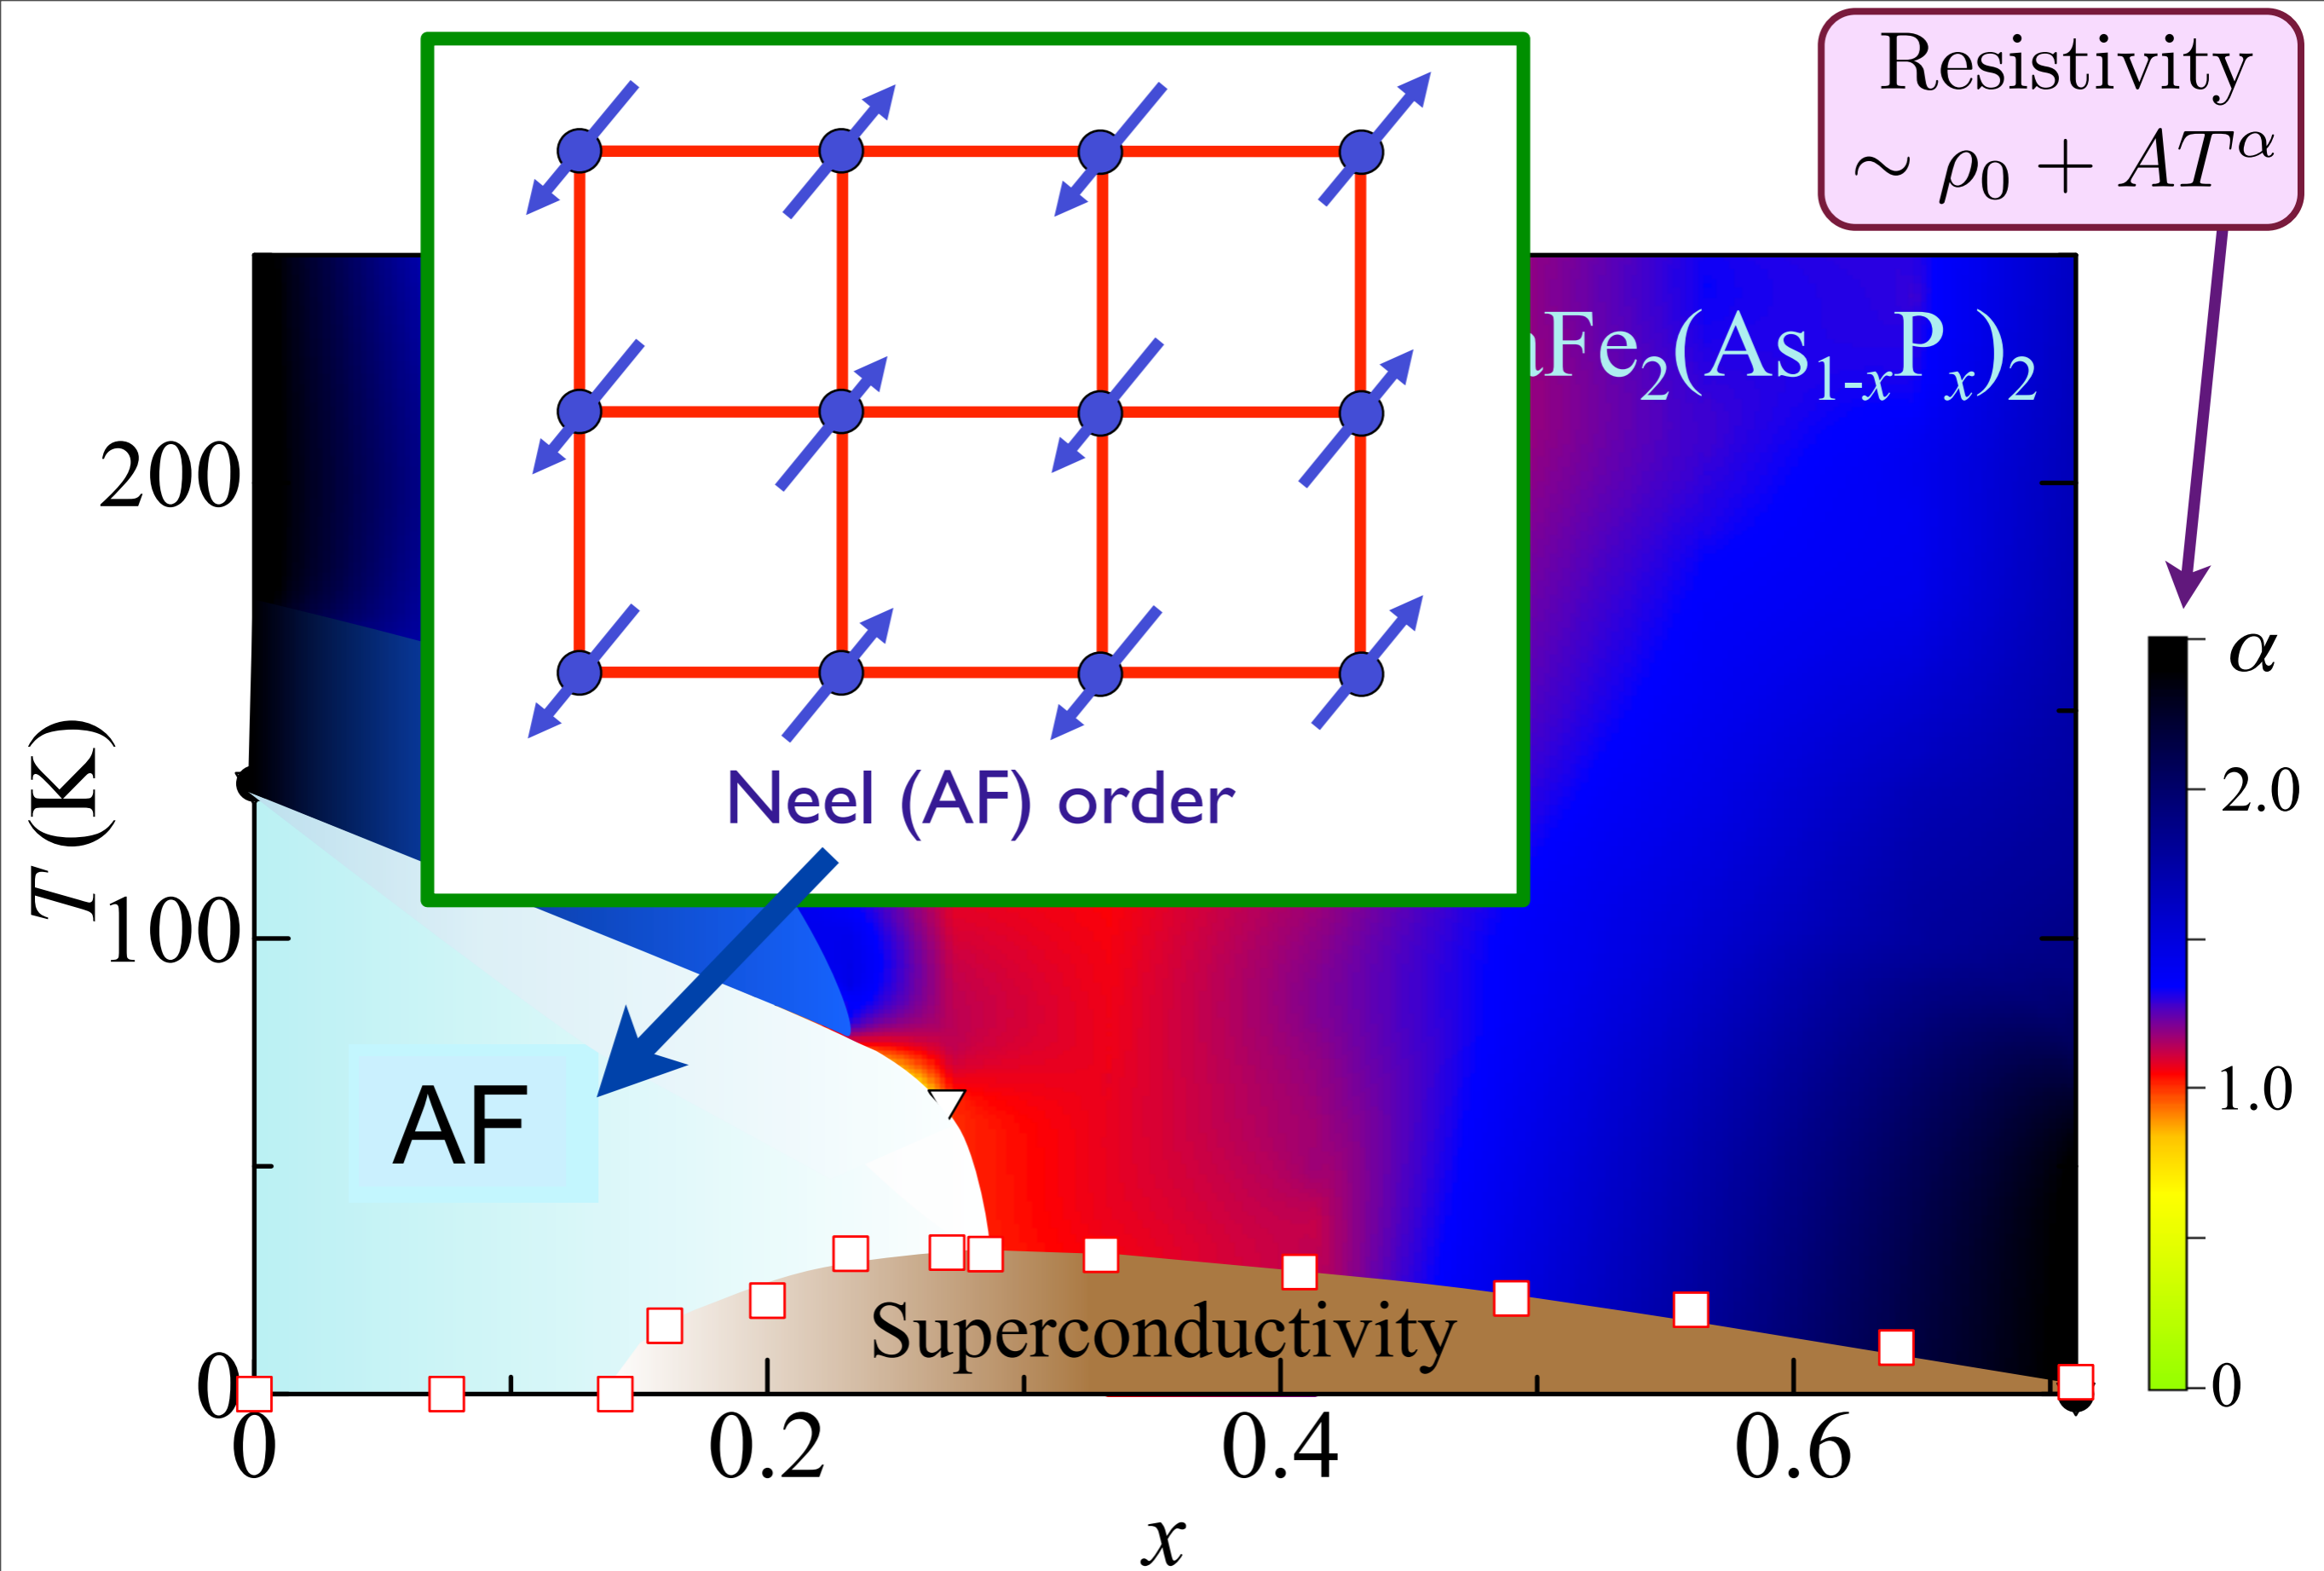 Resistivity
∼ ρ₀ + AT^α
aFe₂(As₁₋ₓPₓ)₂
200
α
2.0
Neel (AF) order
T (K)
100
1.0
AF
Superconductivity
0
0
0
0.2
0.4
0.6
x